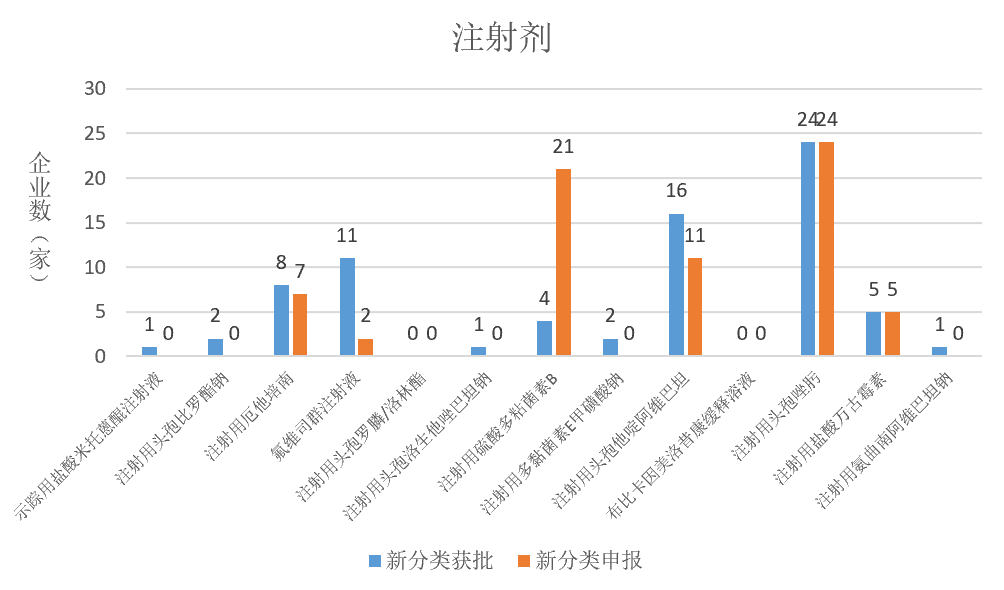 注射剂
企业数（家）
30
25
20
15
10
5
0
1 0
2 0
8 7
11 2
0 0
1 0
4 21
2 0
16 11
0 0
24 24
5 5
1 0
示踪用盐酸米托蒽醌注射液
注射用头孢比罗酯钠
注射用厄他培南
氟维司群注射液
注射用头孢罗膦/洛林酯
注射用头孢洛生他唑巴坦钠
注射用硫酸多粘菌素B
注射用多黏菌素E甲磺酸钠
注射用头孢他啶阿维巴坦
布比卡因美洛昔康缓释溶液
注射用头孢唑肟
注射用盐酸万古霉素
注射用氨曲南阿维巴坦钠
新分类获批 新分类申报